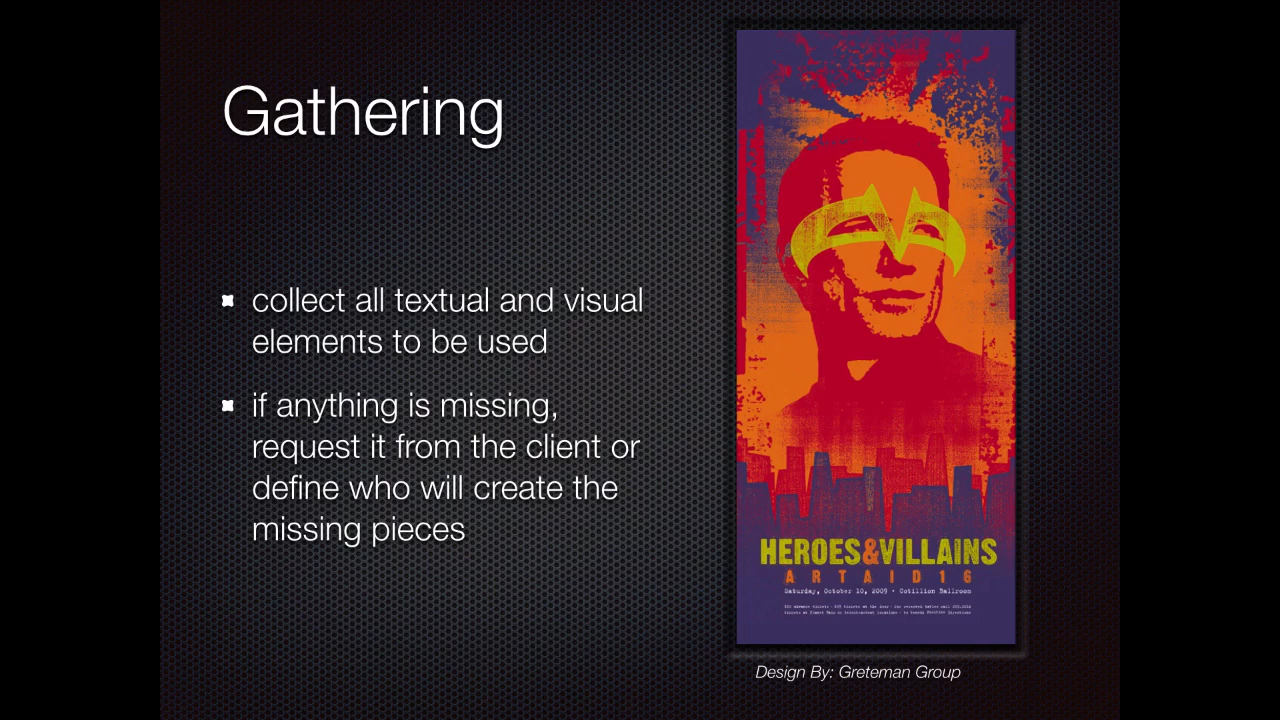 Gathering
collect all textual and visual
elements to be used
if anything is missing,
request it from the client or
define who will create the
missing pieces
HEROES&VILLAINS
ARTAID16
Saturday, October 10, 2009 • Cotillion Ballroom
Design By: Greteman Group